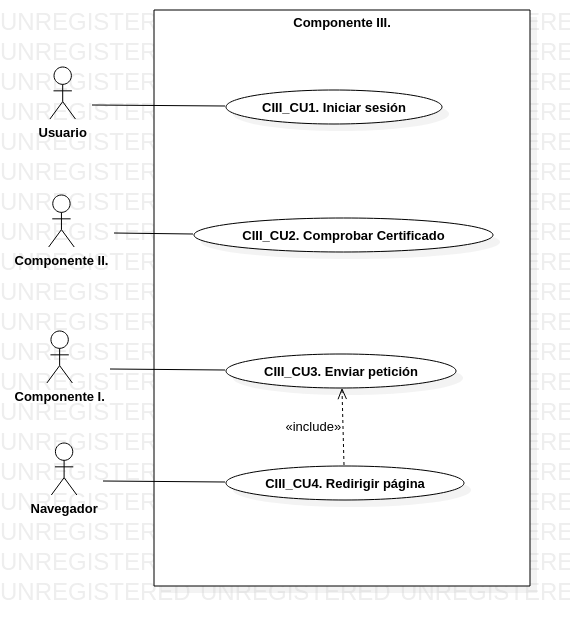 Componente III.
Usuario
CIII_CU1. Iniciar sesión
Componente II.
CIII_CU2. Comprobar Certificado
Componente I.
CIII_CU3. Enviar petición
«include»
Navegador
CIII_CU4. Redirigir página
UNREGISTERED UNREGISTERED UNREGISTERED